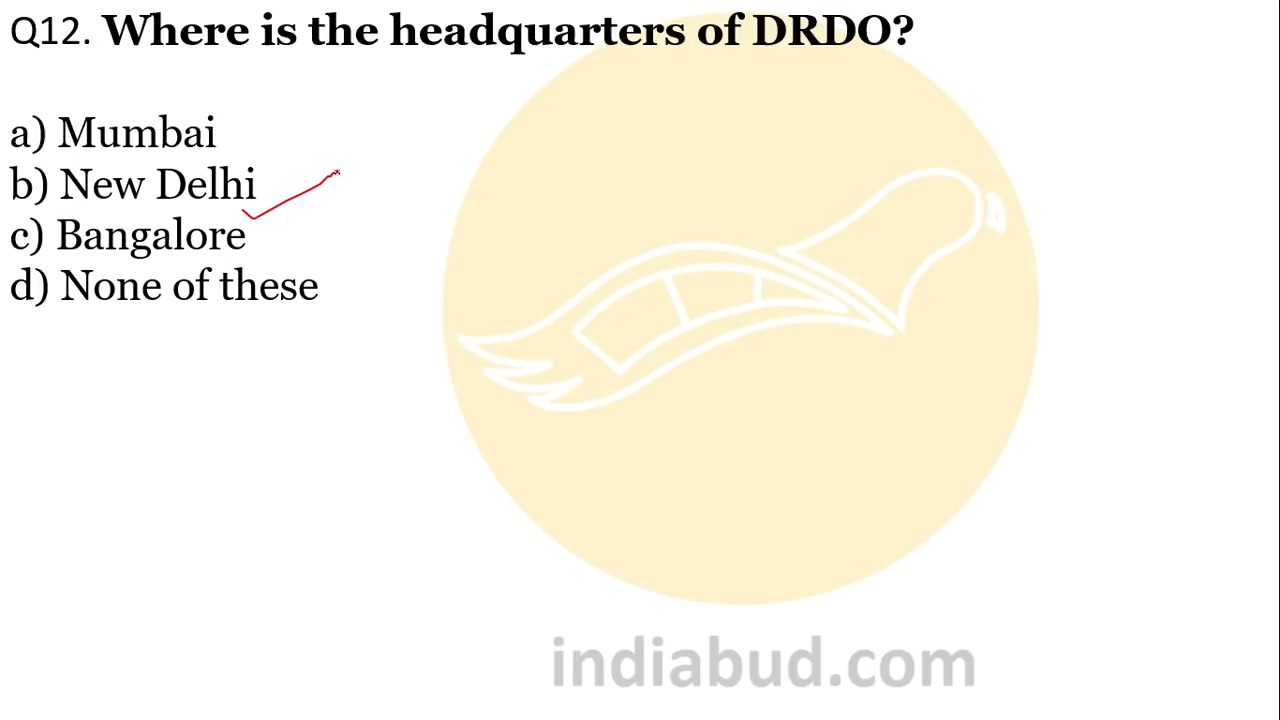 Q12. Where is the headquarters of DRDO?
a) Mumbai
b) New Delhi
c) Bangalore
d) None of these
indiabud.com